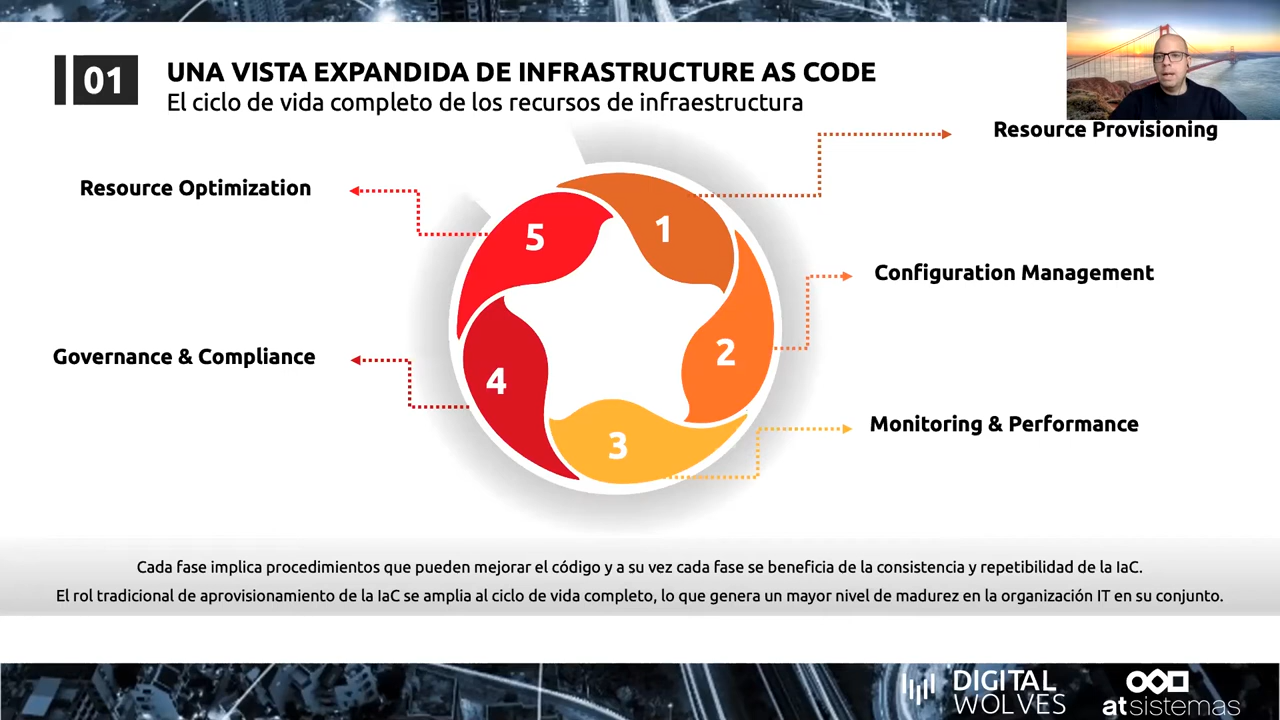 01
UNA VISTA EXPANDIDA DE INFRASTRUCTURE AS CODE
El ciclo de vida completo de los recursos de infraestructura
Resource Provisioning
Resource Optimization
5
1
Configuration Management
Governance & Compliance
2
4
Monitoring & Performance
3
Cada fase implica procedimientos que pueden mejorar el código y a su vez cada fase se beneficia de la consistencia y repetibilidad de la IaC.
El rol tradicional de aprovisionamiento de la IaC se amplia al ciclo de vida completo, lo que genera un mayor nivel de madurez en la organización IT en su conjunto.
DIGITAL
WOLVES
atsistemas